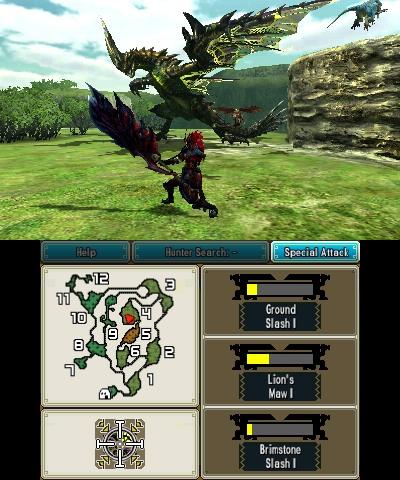 Help
Hunter Search: -
Special Attack
12
3
11
4
10
9
5
8
6
2
7
1
Ground
Slash I
Lion's
Maw I
Brimstone
Slash I